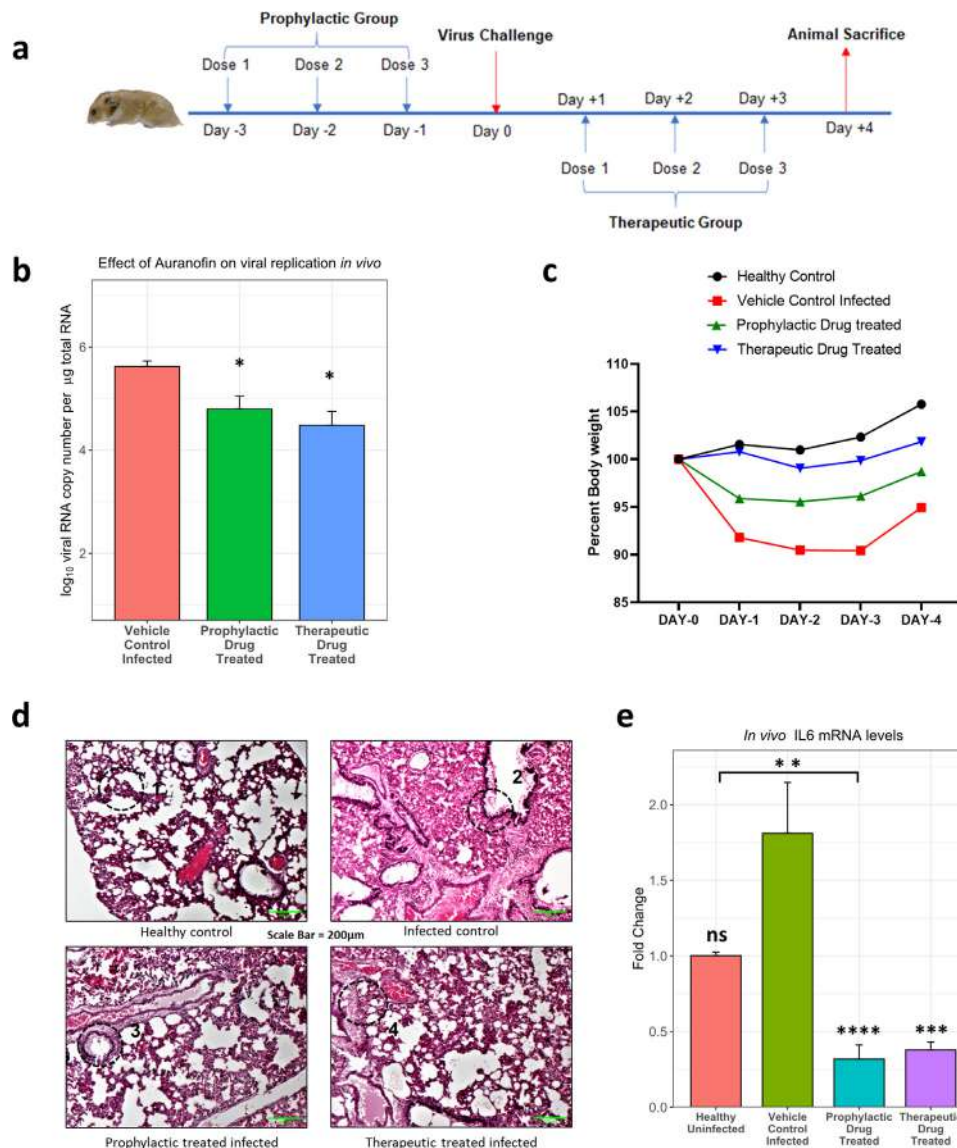 a
Prophylactic Group
Virus Challenge
Animal Sacrifice
Dose 1 Dose 2 Dose 3
Day +1 Day +2 Day +3
Day -3 Day -2 Day -1 Day 0 Day +4
Dose 1 Dose 2 Dose 3
Therapeutic Group
b
Effect of Auranofin on viral replication in vivo
log10 viral RNA copy number per μg total RNA
6
4
2
*
*
Vehicle Control Infected
Prophylactic Drug Treated
Therapeutic Drug Treated
c
Healthy Control
Vehicle Control Infected
Prophylactic Drug treated
Therapeutic Drug Treated
Percent Body weight
110
105
100
95
90
85
DAY-0 DAY-1 DAY-2 DAY-3 DAY-4
d
1
2
Healthy control
Scale Bar = 200μm
Infected control
3
4
Prophylactic treated infected
Therapeutic treated infected
e
In vivo IL6 mRNA levels
Fold Change
2.0
1.5
1.0
0.5
0.0
**
ns
****
***
Healthy Uninfected
Vehicle Control Infected
Prophylactic Drug Treated
Therapeutic Drug Treated